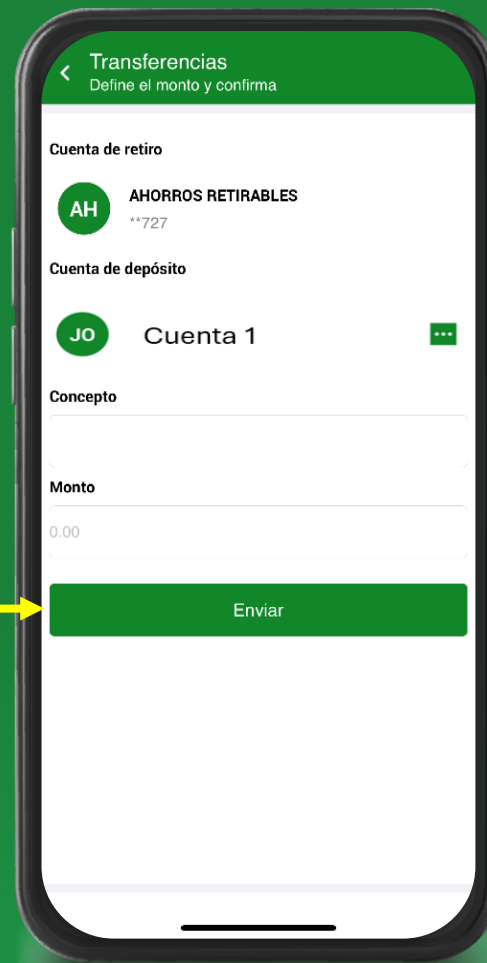 Transferencias
Define el monto y confirma
Cuenta de retiro
AH
AHORROS RETIRABLES
**727
Cuenta de depósito
JO
Cuenta 1
Concepto
Monto
0.00
Enviar